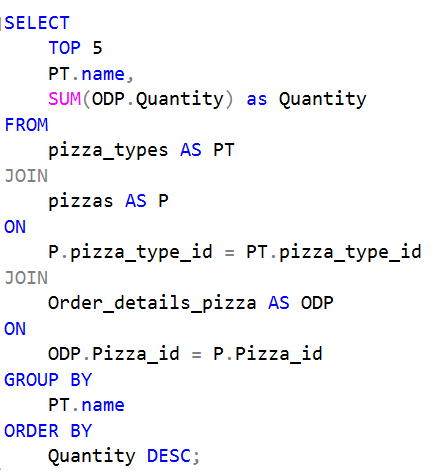 SELECT
    TOP 5
    PT.name,
    SUM(ODP.Quantity) as Quantity
FROM
    pizza_types AS PT
JOIN
    pizzas AS P
ON
    P.pizza_type_id = PT.pizza_type_id
JOIN
    Order_details_pizza AS ODP
ON
    ODP.Pizza_id = P.Pizza_id
GROUP BY
    PT.name
ORDER BY
    Quantity DESC;